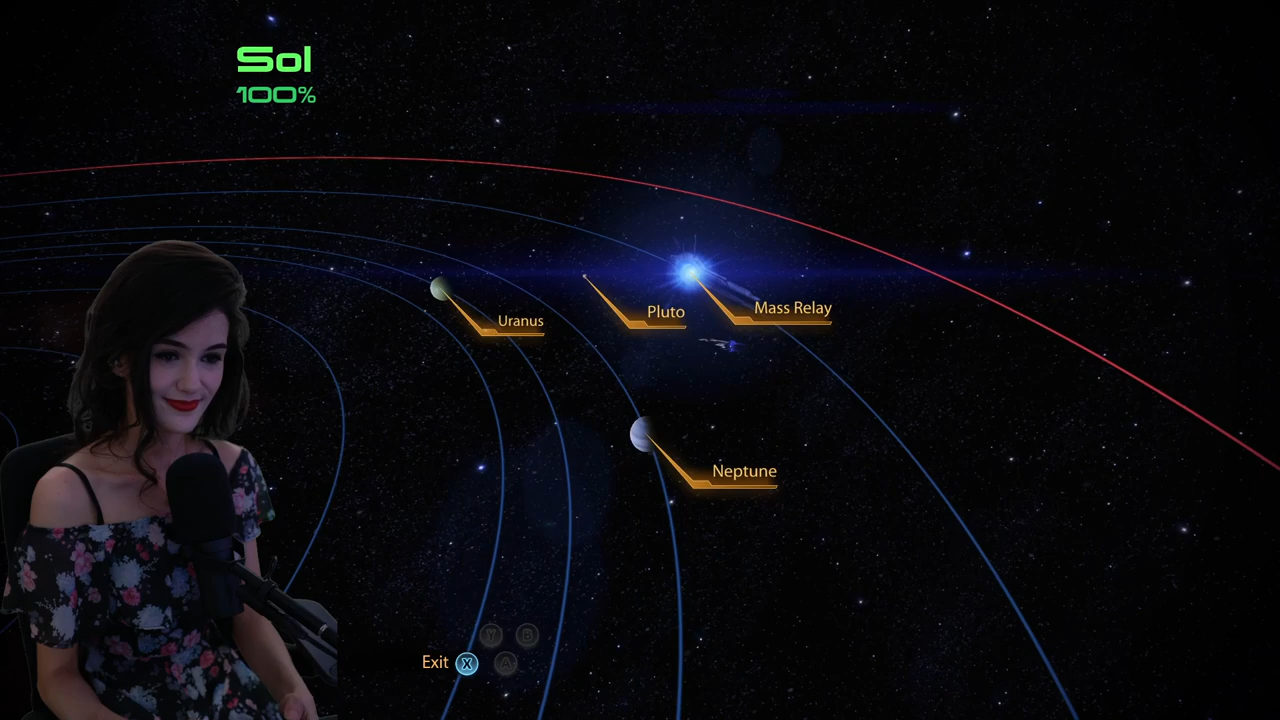 Sol
100%
Mass Relay
Pluto
Uranus
Neptune
Y B
Exit X A